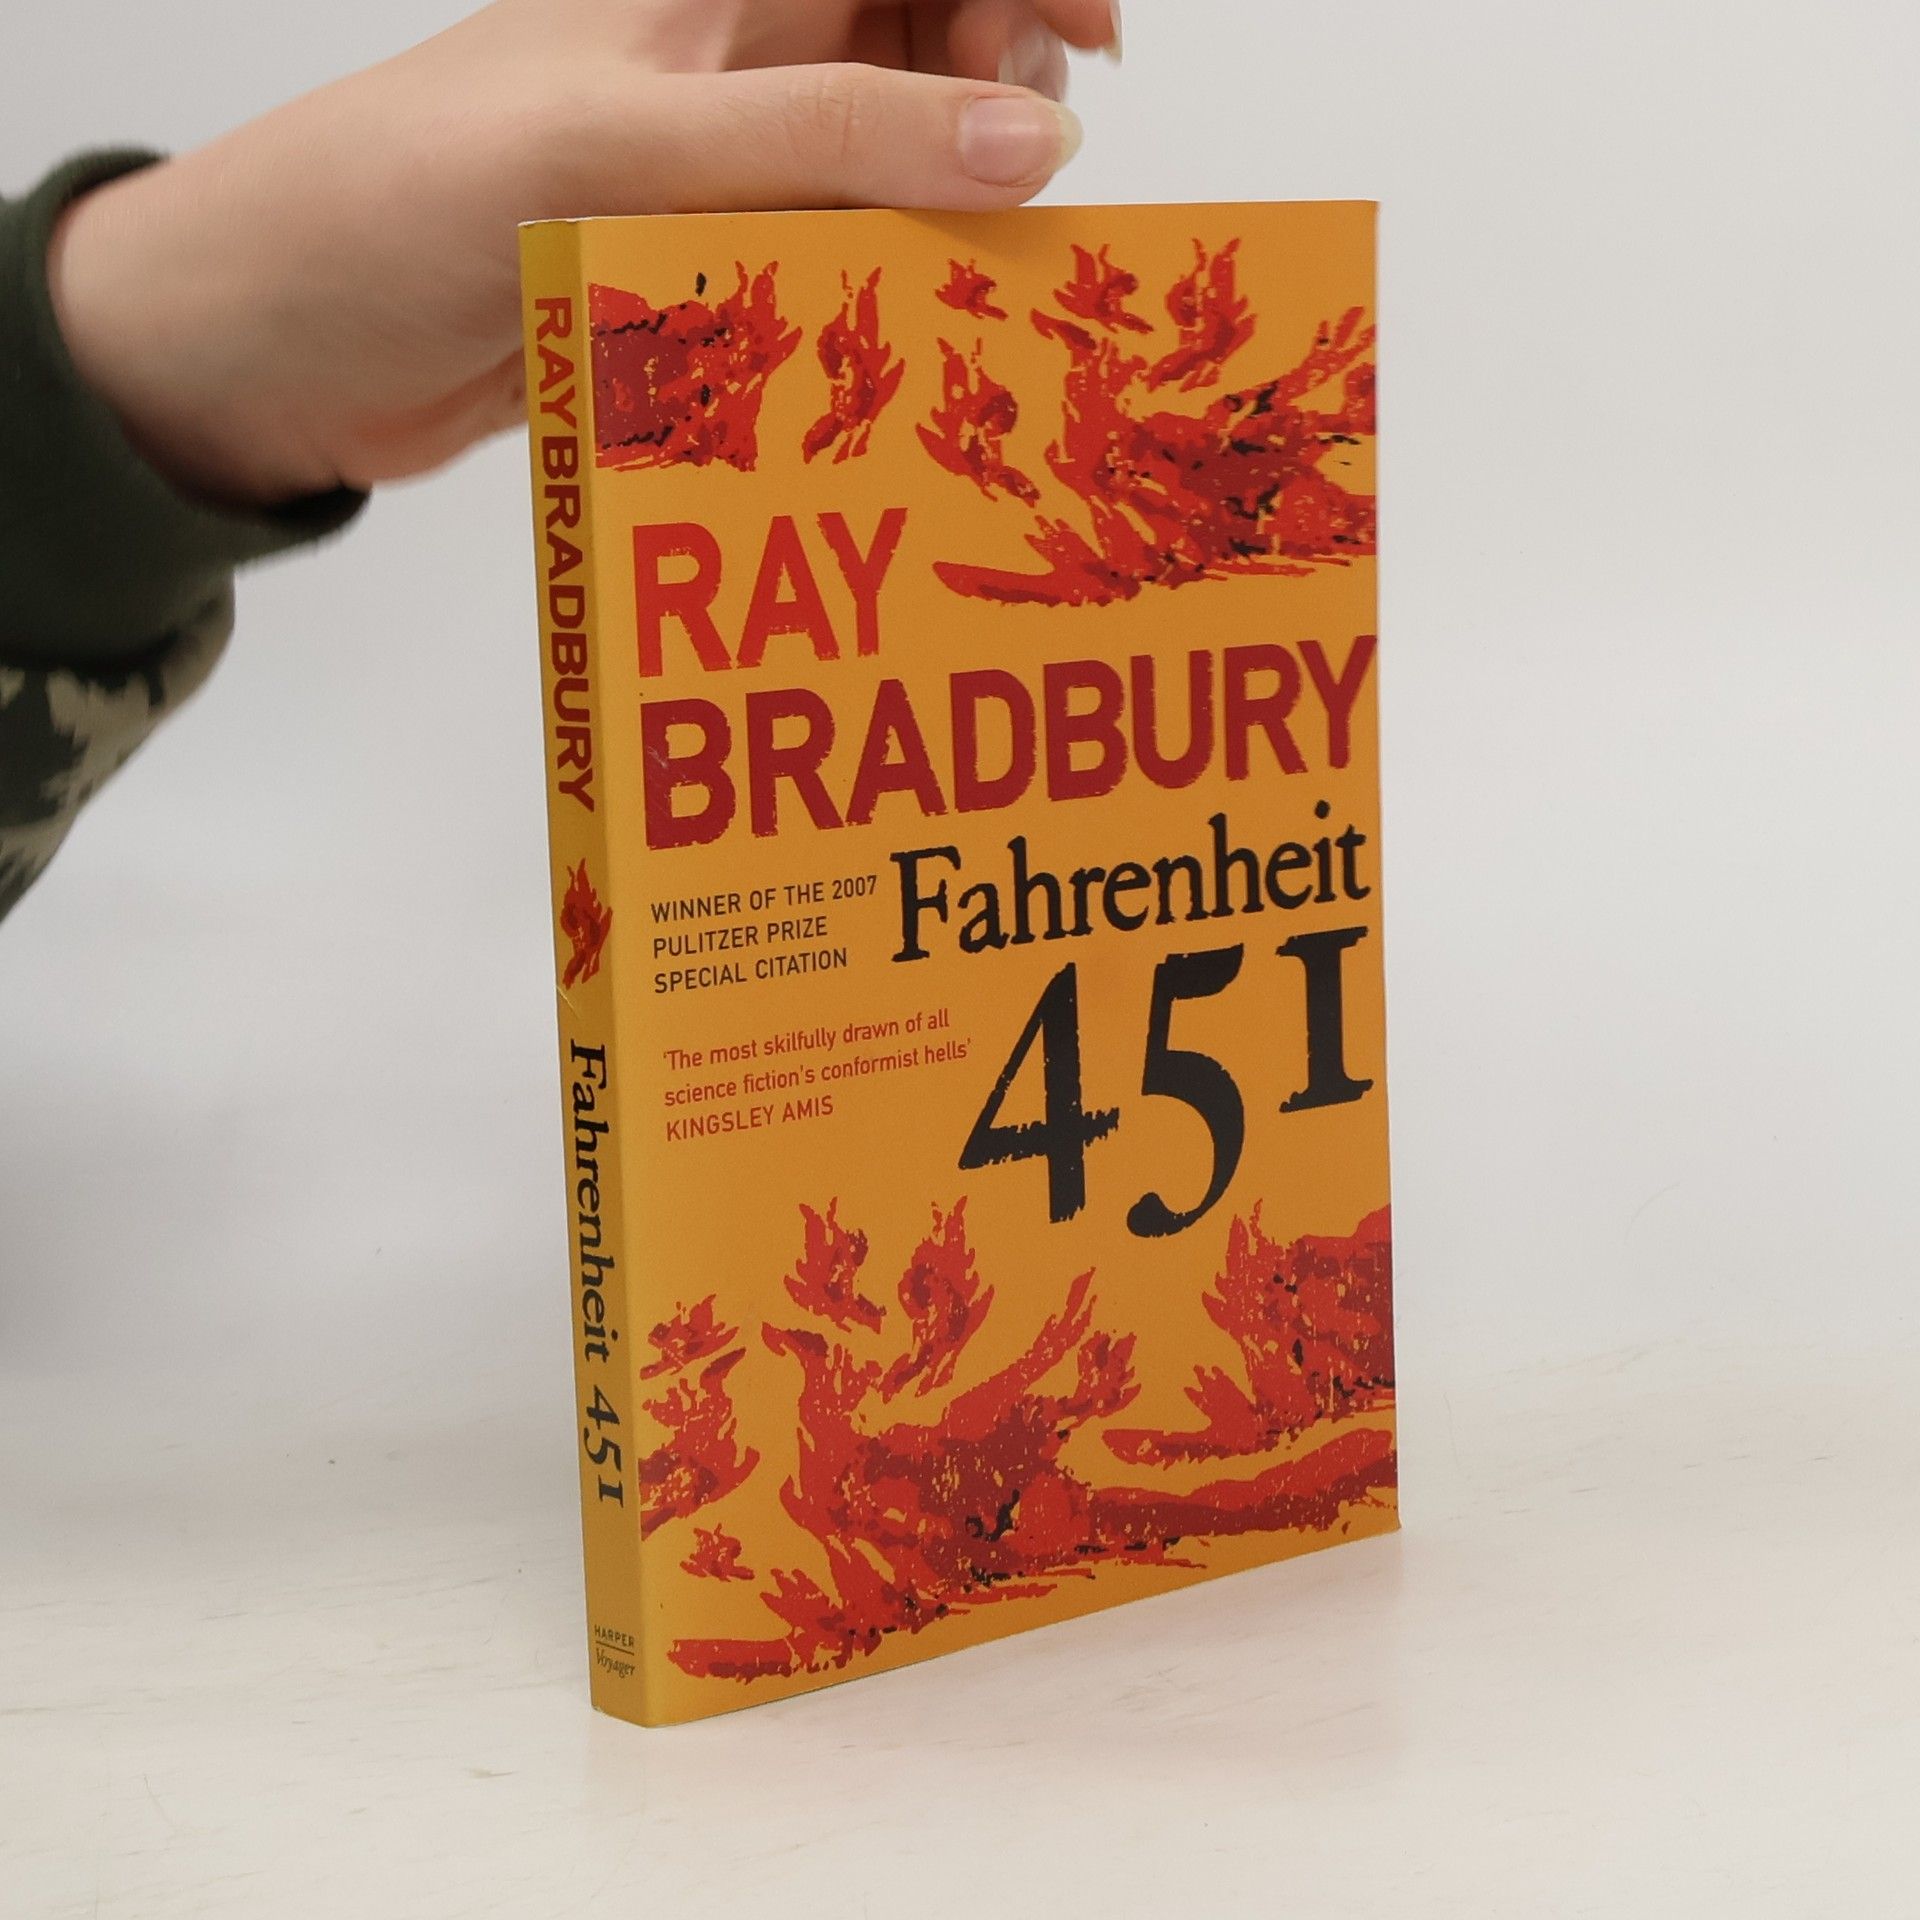 RAY BRADBURY
Fahrenheit 451
HARPER
Voyager
RAY
BRADBURY
Fahrenheit
451
WINNER OF THE 2007
PULITZER PRIZE
SPECIAL CITATION
‘The most skilfully drawn of all
science fiction's conformist hells’
KINGSLEY AMIS